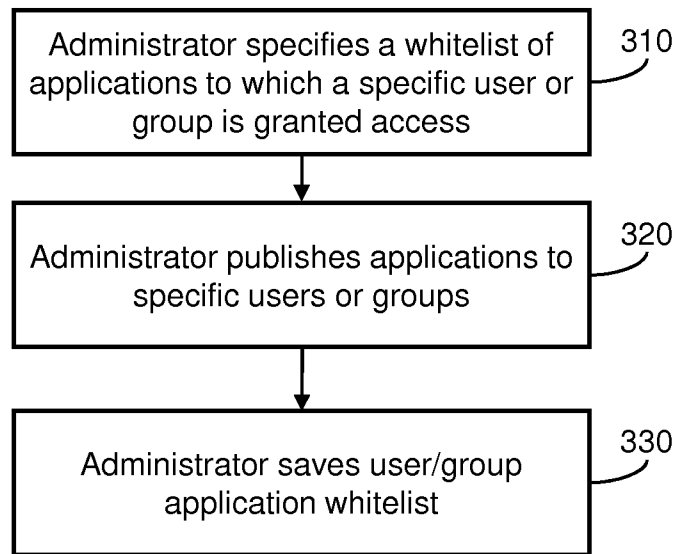 Administrator specifies a whitelist of
applications to which a specific user or
group is granted access
310
Administrator publishes applications to
specific users or groups
320
Administrator saves user/group
application whitelist
330